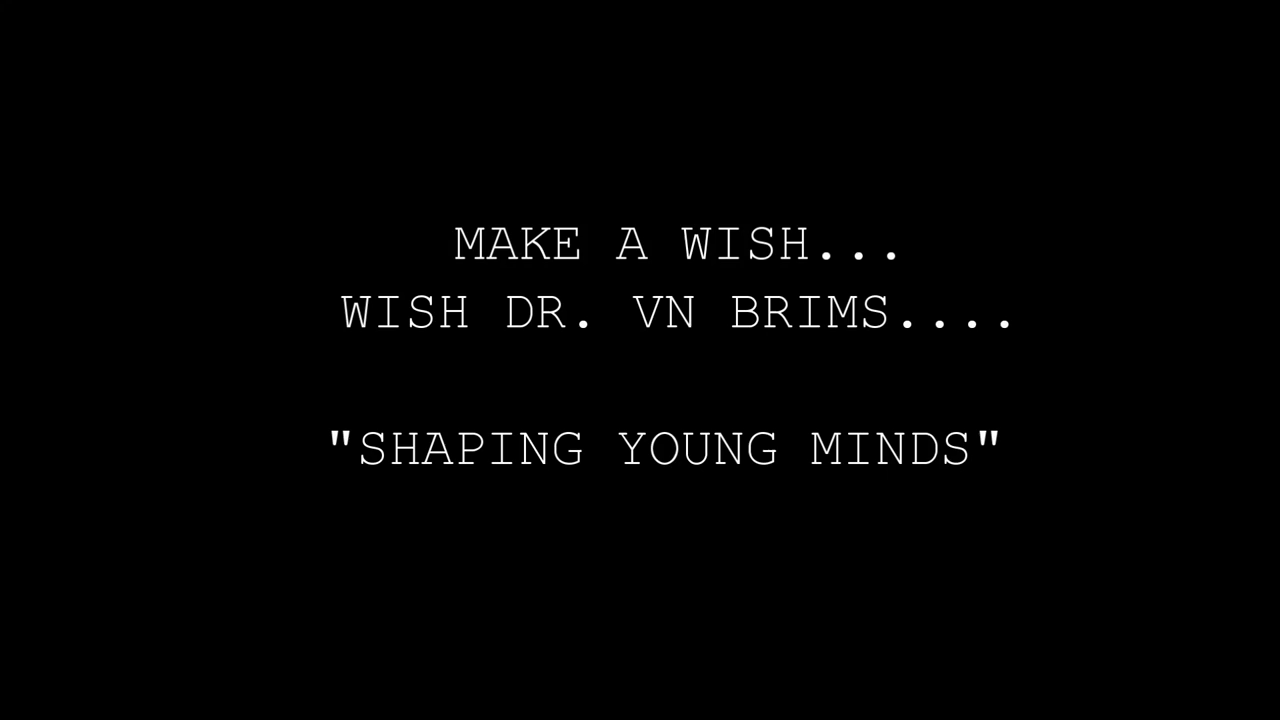 MAKE A WISH...
WISH DR. VN BRIMS....
"SHAPING YOUNG MINDS"